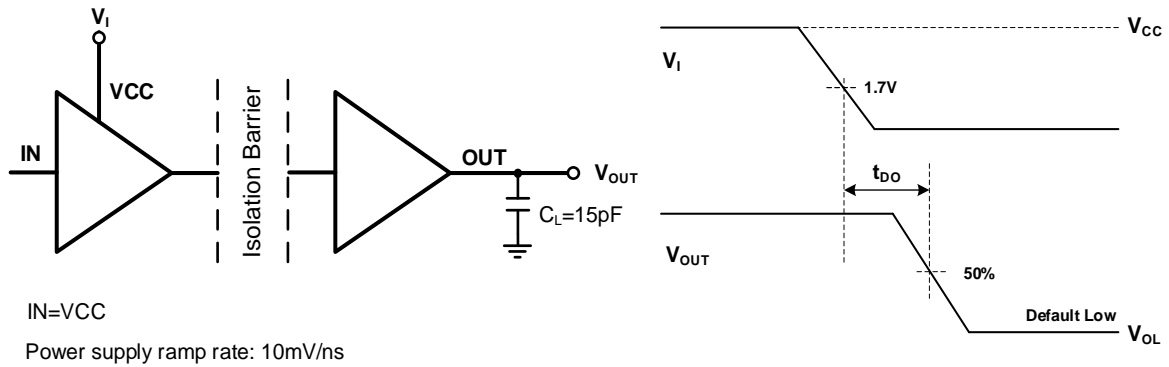 VI
VCC
IN
Isolation Barrier
OUT
VOUT
CL=15pF
IN=VCC
Power supply ramp rate: 10mV/ns
VCC
VI
1.7V
tDO
VOUT
50%
Default Low
VOL